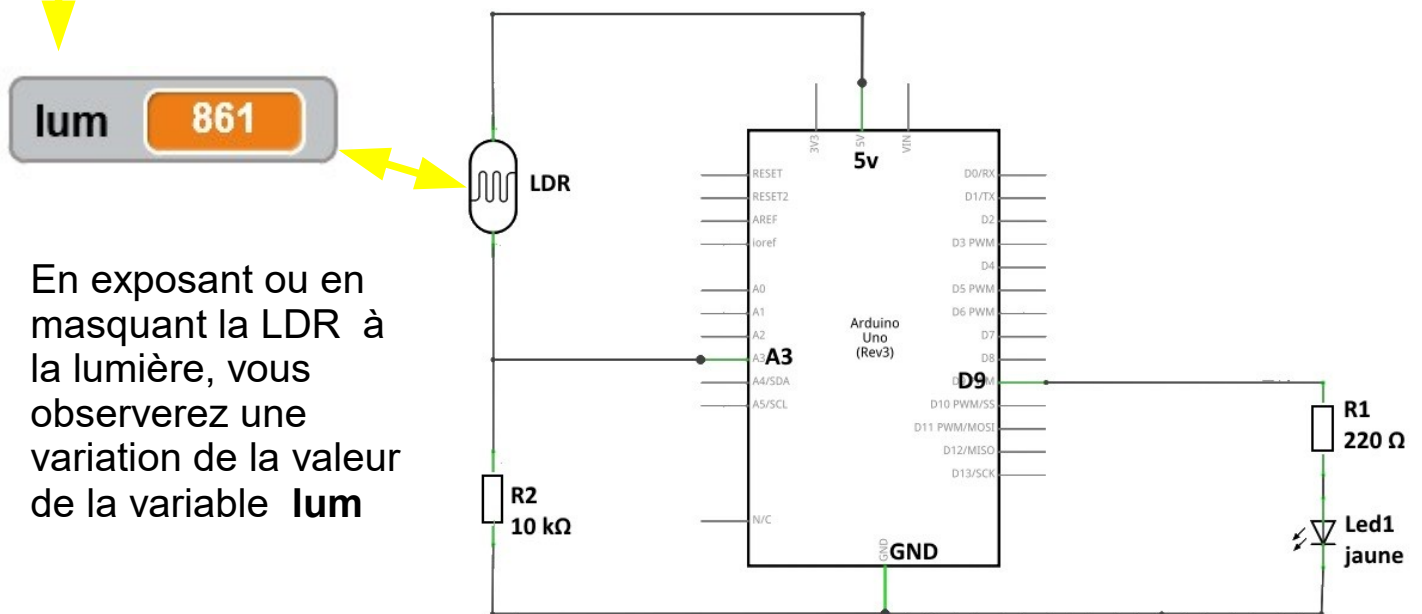 lum 861
LDR
En exposant ou en
masquant la LDR à
la lumière, vous
observerez une
variation de la valeur
de la variable lum
R2
10 kΩ
3V3
5V
VIN
5v
RESET
RESET2
AREF
ioref
A0
A1
A2
A3
A3
A4/SDA
A5/SCL
N/C
Arduino
Uno
(Rev3)
D0/RX
D1/TX
D2
D3 PWM
D4
D5 PWM
D6 PWM
D7
D8
D9
D10 PWM/SS
D11 PWM/MOSI
D12/MISO
D13/SCK
GND
GND
R1
220 Ω
Led1
jaune